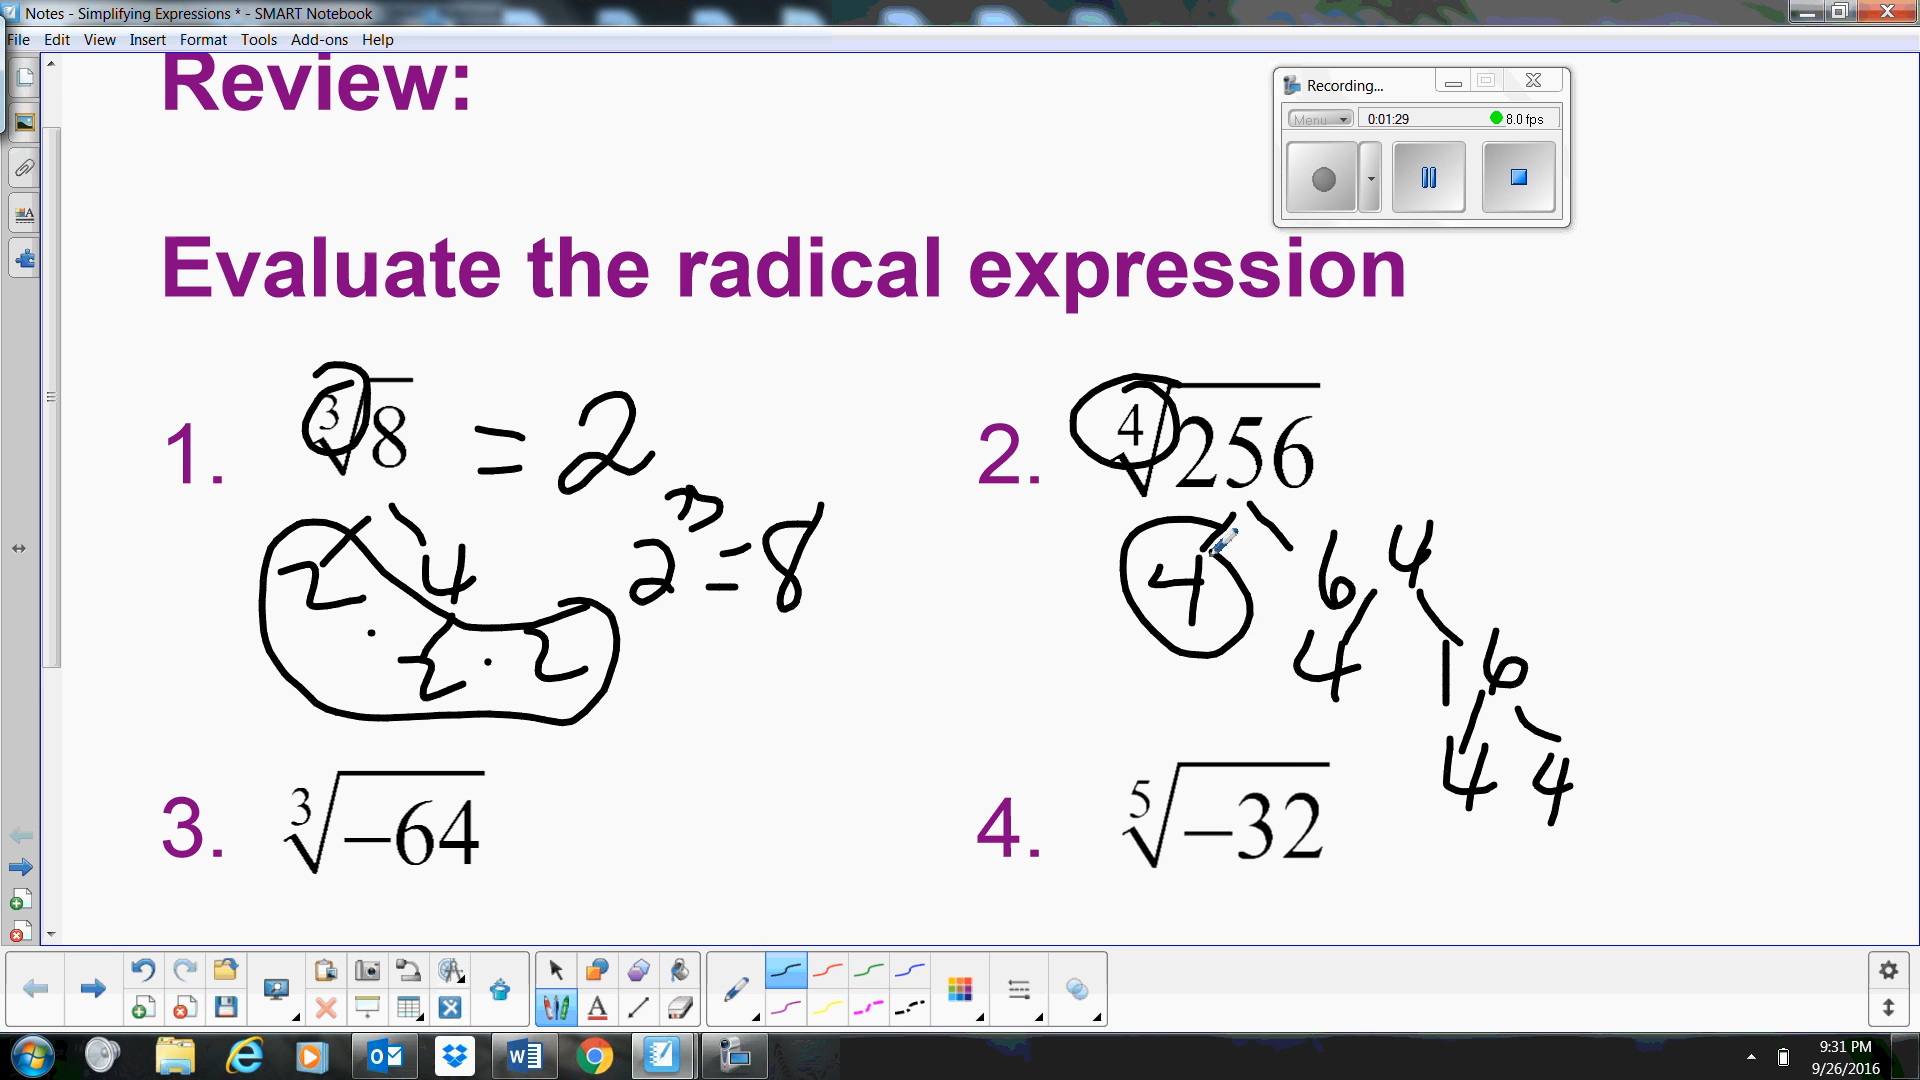 Notes - Simplifying Expressions * - SMART Notebook
File Edit View Insert Format Tools Add-ons Help
Review:
Recording...
Menu 0:01:29 8.0 fps
Evaluate the radical expression
1. ∛8 = 2
2 4
2³ = 8
2 · 2 · 2
2. ∜256
4 64
4 16
4 4
3. ∛−64
4. ⁵√−32
9:31 PM
9/26/2016